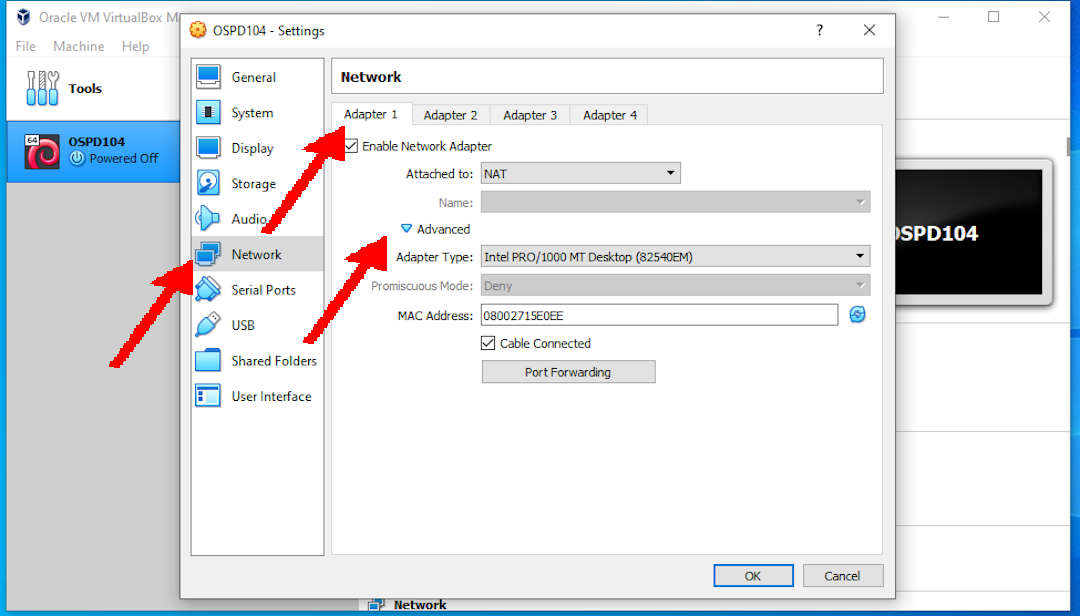 Oracle VM VirtualBox M
File Machine Help
Tools
64
OSPD104
Powered Off
OSPD104 - Settings
?
General
System
Display
Storage
Audio
Network
Serial Ports
USB
Shared Folders
User Interface
Network
Adapter 1 Adapter 2 Adapter 3 Adapter 4
Enable Network Adapter
Attached to: NAT
Name:
Advanced
Adapter Type: Intel PRO/1000 MT Desktop (82540EM)
Promiscuous Mode: Deny
MAC Address: 08002715E0EE
Cable Connected
Port Forwarding
OK Cancel
OSPD104
Network